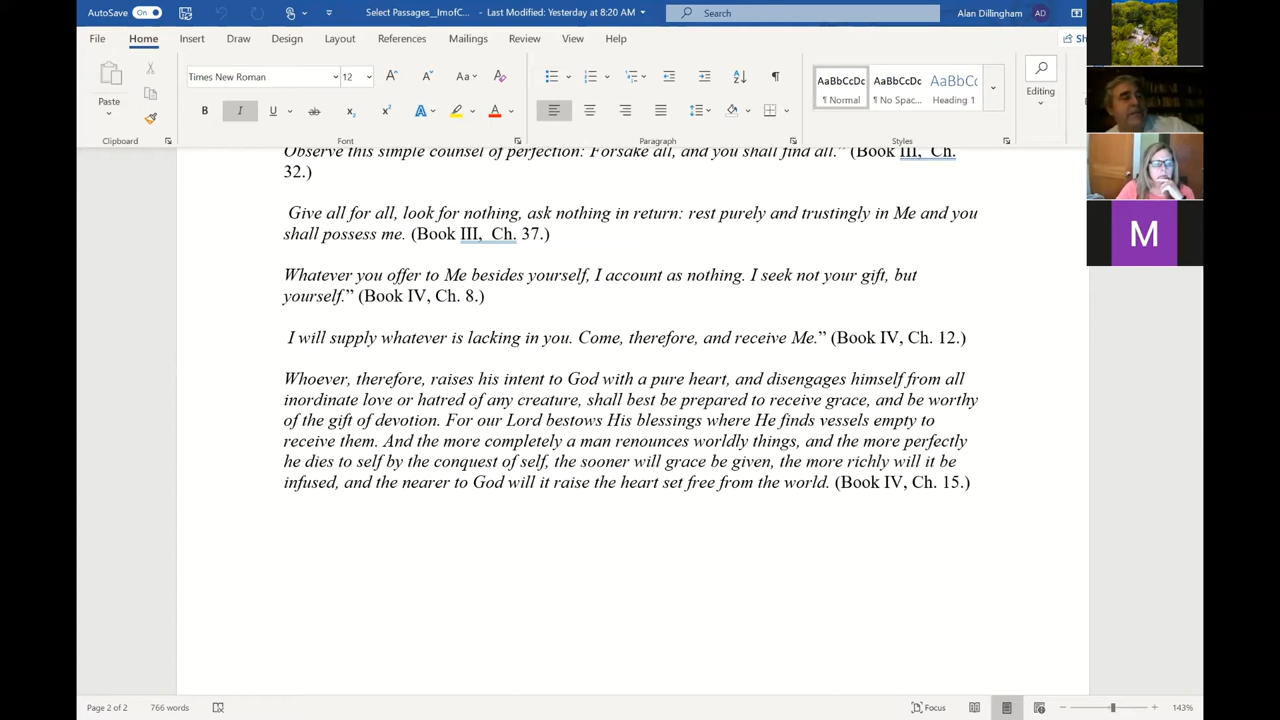 AutoSave On Select Passages_ImofC... - Last Modified: Yesterday at 8:20 AM Search Alan Dillingham AD
File Home Insert Draw Design Layout References Mailings Review View Help Sh
Times New Roman 12 Aa AaBbCcDc AaBbCcDc AaBbCc
Paste ¶ Normal ¶ No Spac... Heading 1 Editing
Clipboard Font Paragraph Styles
Observe this simple counsel of perfection: Forsake all, and you shall find all.” (Book III, Ch.
32.)
Give all for all, look for nothing, ask nothing in return: rest purely and trustingly in Me and you
shall possess me. (Book III, Ch. 37.)
Whatever you offer to Me besides yourself, I account as nothing. I seek not your gift, but
yourself.” (Book IV, Ch. 8.)
I will supply whatever is lacking in you. Come, therefore, and receive Me.” (Book IV, Ch. 12.)
Whoever, therefore, raises his intent to God with a pure heart, and disengages himself from all
inordinate love or hatred of any creature, shall best be prepared to receive grace, and be worthy
of the gift of devotion. For our Lord bestows His blessings where He finds vessels empty to
receive them. And the more completely a man renounces worldly things, and the more perfectly
he dies to self by the conquest of self, the sooner will grace be given, the more richly will it be
infused, and the nearer to God will it raise the heart set free from the world. (Book IV, Ch. 15.)
M
Page 2 of 2 766 words Focus 143%